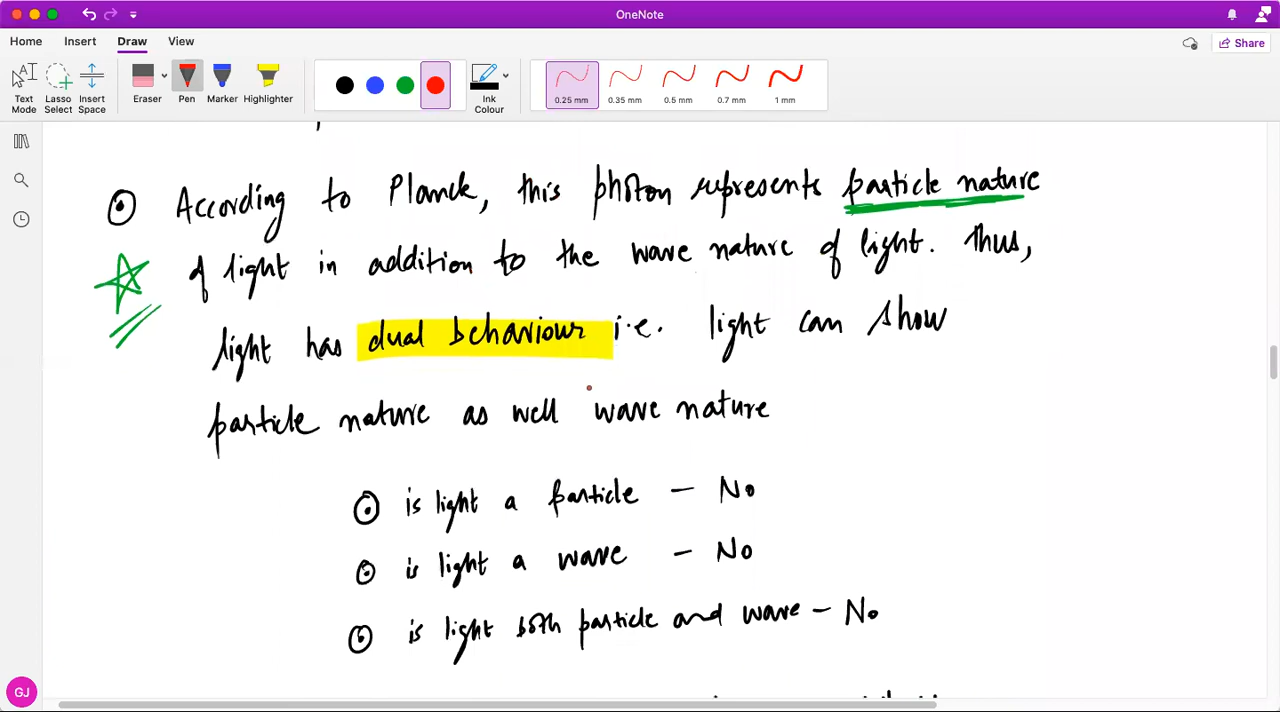 OneNote
Home Insert Draw View
Share
Text Mode
Lasso Select
Insert Space
Eraser
Pen
Marker
Highlighter
Ink Colour
0.25 mm
0.35 mm
0.5 mm
0.7 mm
1 mm
According to Planck, this photon represents particle nature
of light in addition to the wave nature of light. Thus,
light has dual behaviour i.e. light can show
particle nature as well wave nature
is light a particle – No
is light a wave – No
is light both particle and wave – No
GJ